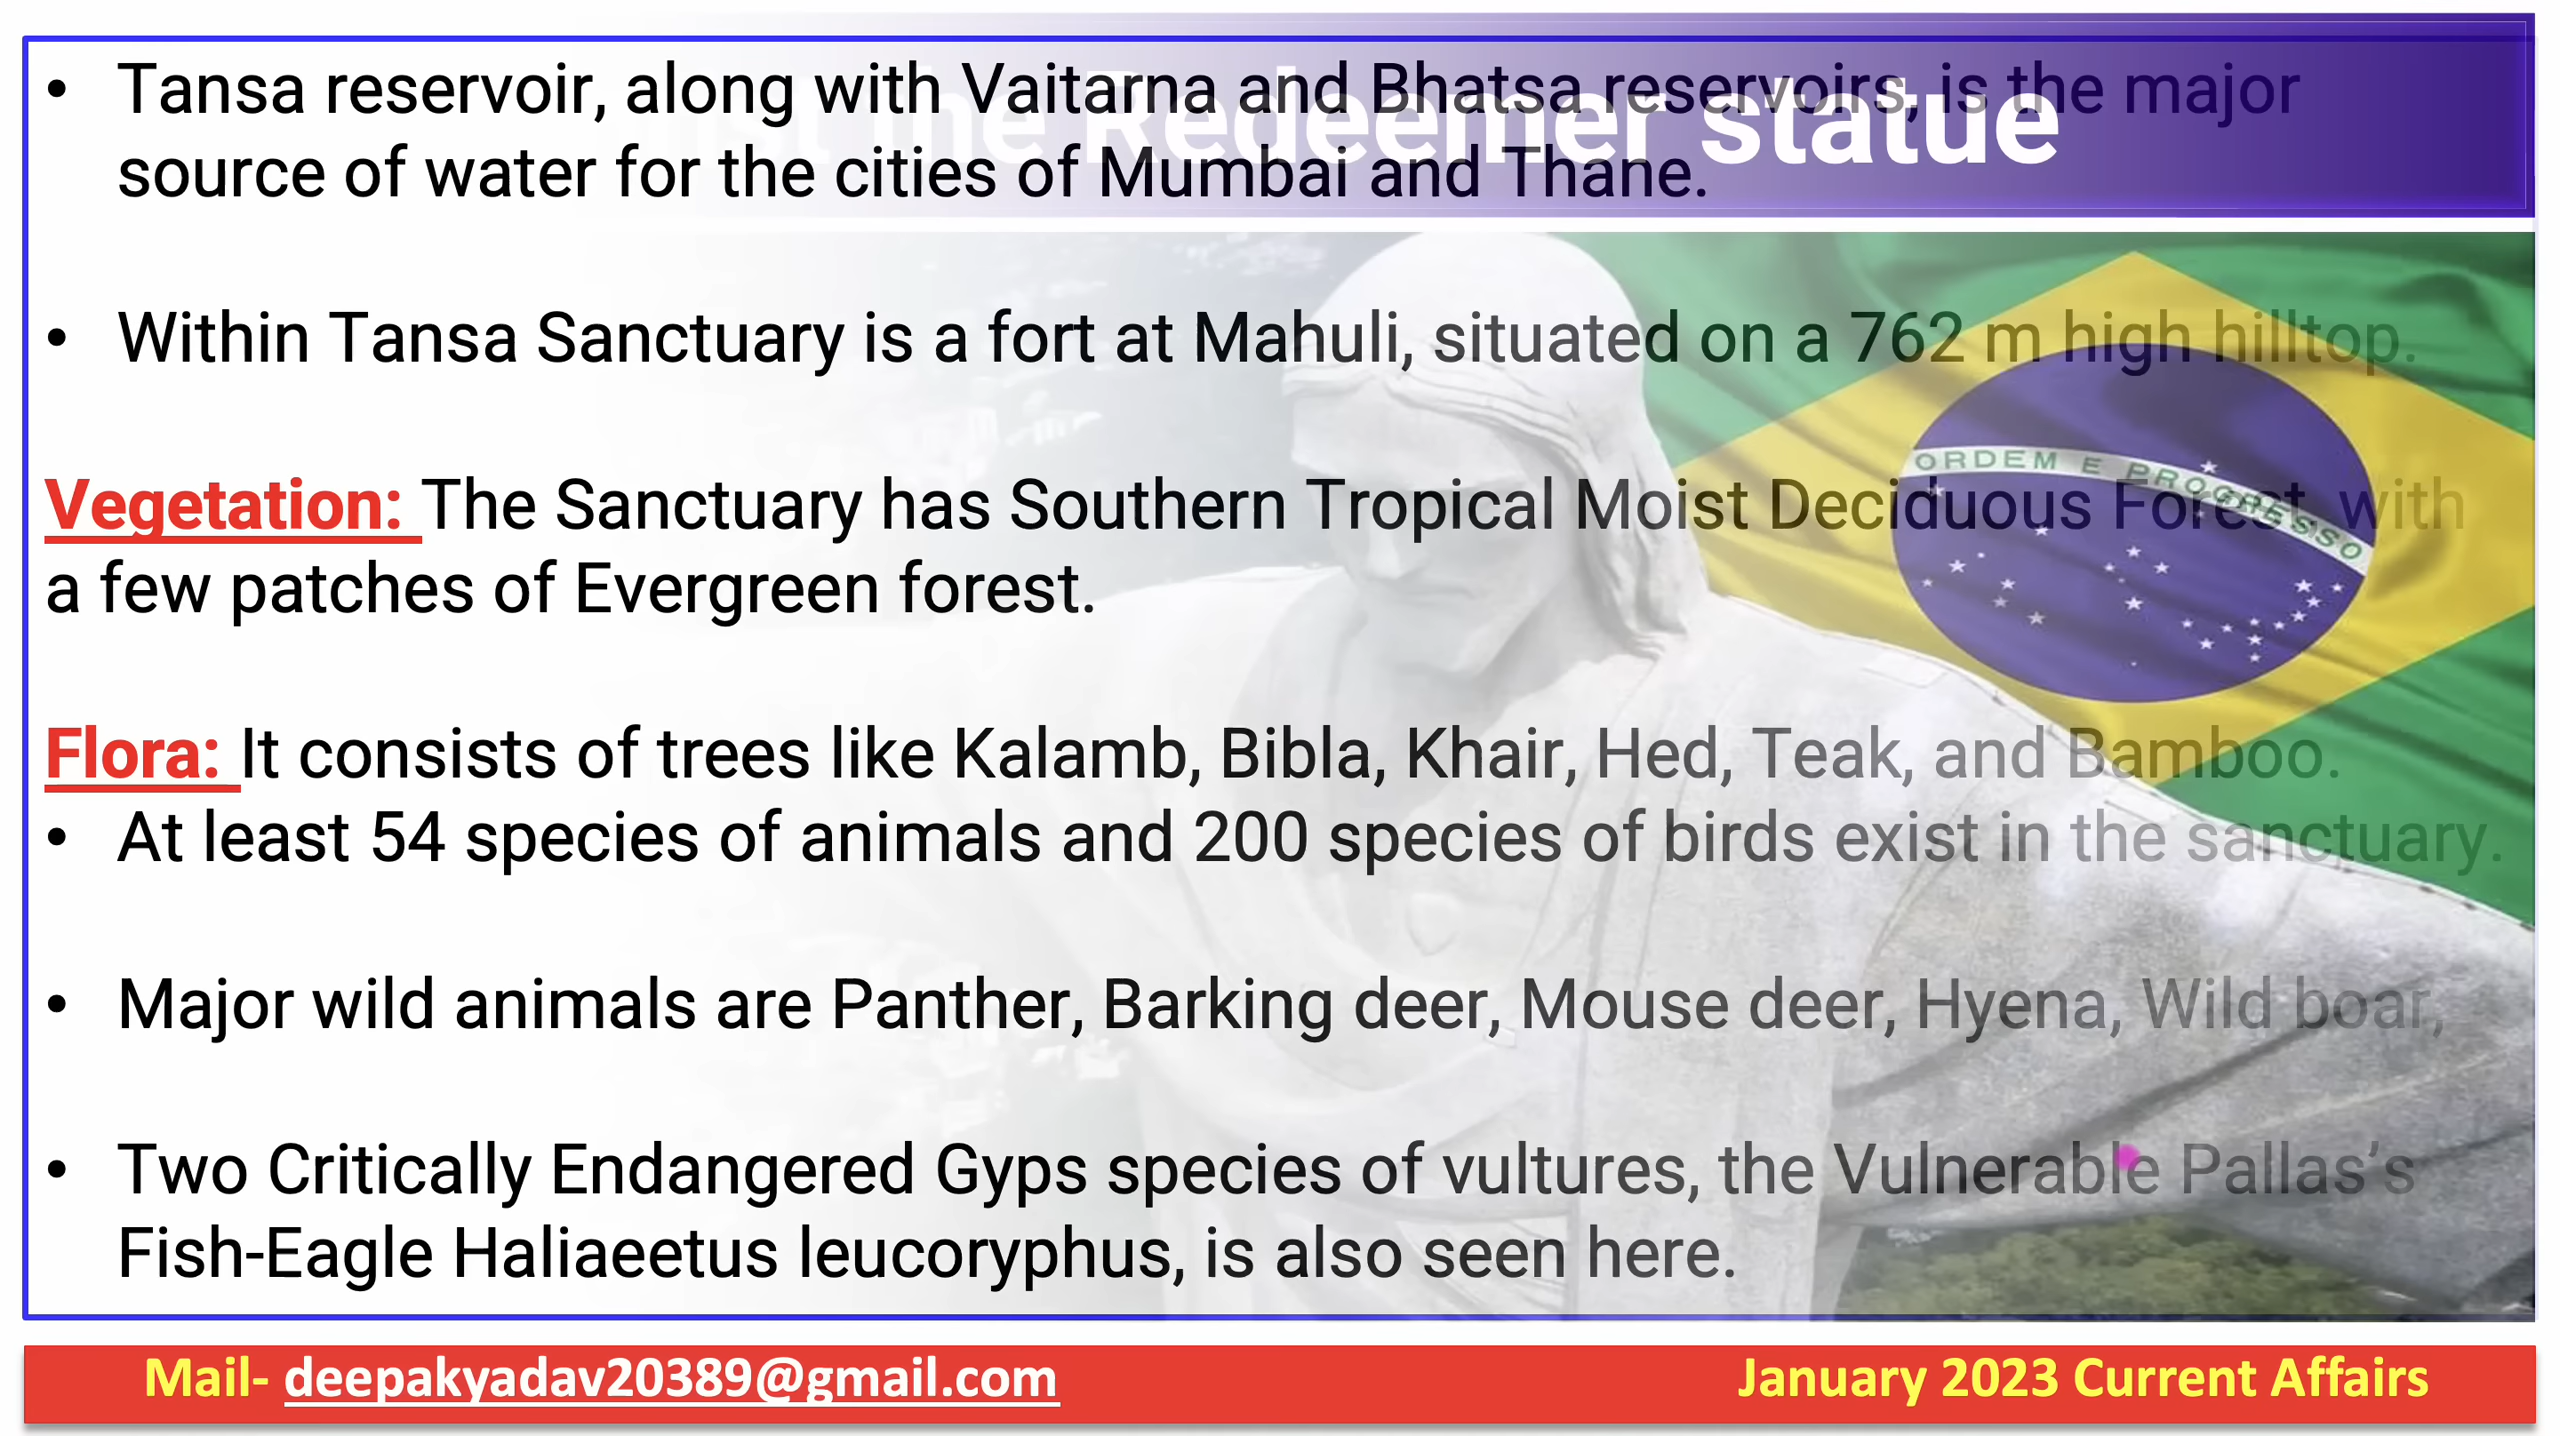 • Tansa reservoir, along with Vaitarna and Bhatsa reservoirs, is the major
source of water for the cities of Mumbai and Thane.
the Redeemer statue
• Within Tansa Sanctuary is a fort at Mahuli, situated on a 762 m high hilltop.
ORDEM E PROGRESSO
Vegetation: The Sanctuary has Southern Tropical Moist Deciduous Forest, with
a few patches of Evergreen forest.
Flora: It consists of trees like Kalamb, Bibla, Khair, Hed, Teak, and Bamboo.
• At least 54 species of animals and 200 species of birds exist in the sanctuary.
• Major wild animals are Panther, Barking deer, Mouse deer, Hyena, Wild boar,
• Two Critically Endangered Gyps species of vultures, the Vulnerable Pallas’s
Fish-Eagle Haliaeetus leucoryphus, is also seen here.
Mail- deepakyadav20389@gmail.com
January 2023 Current Affairs